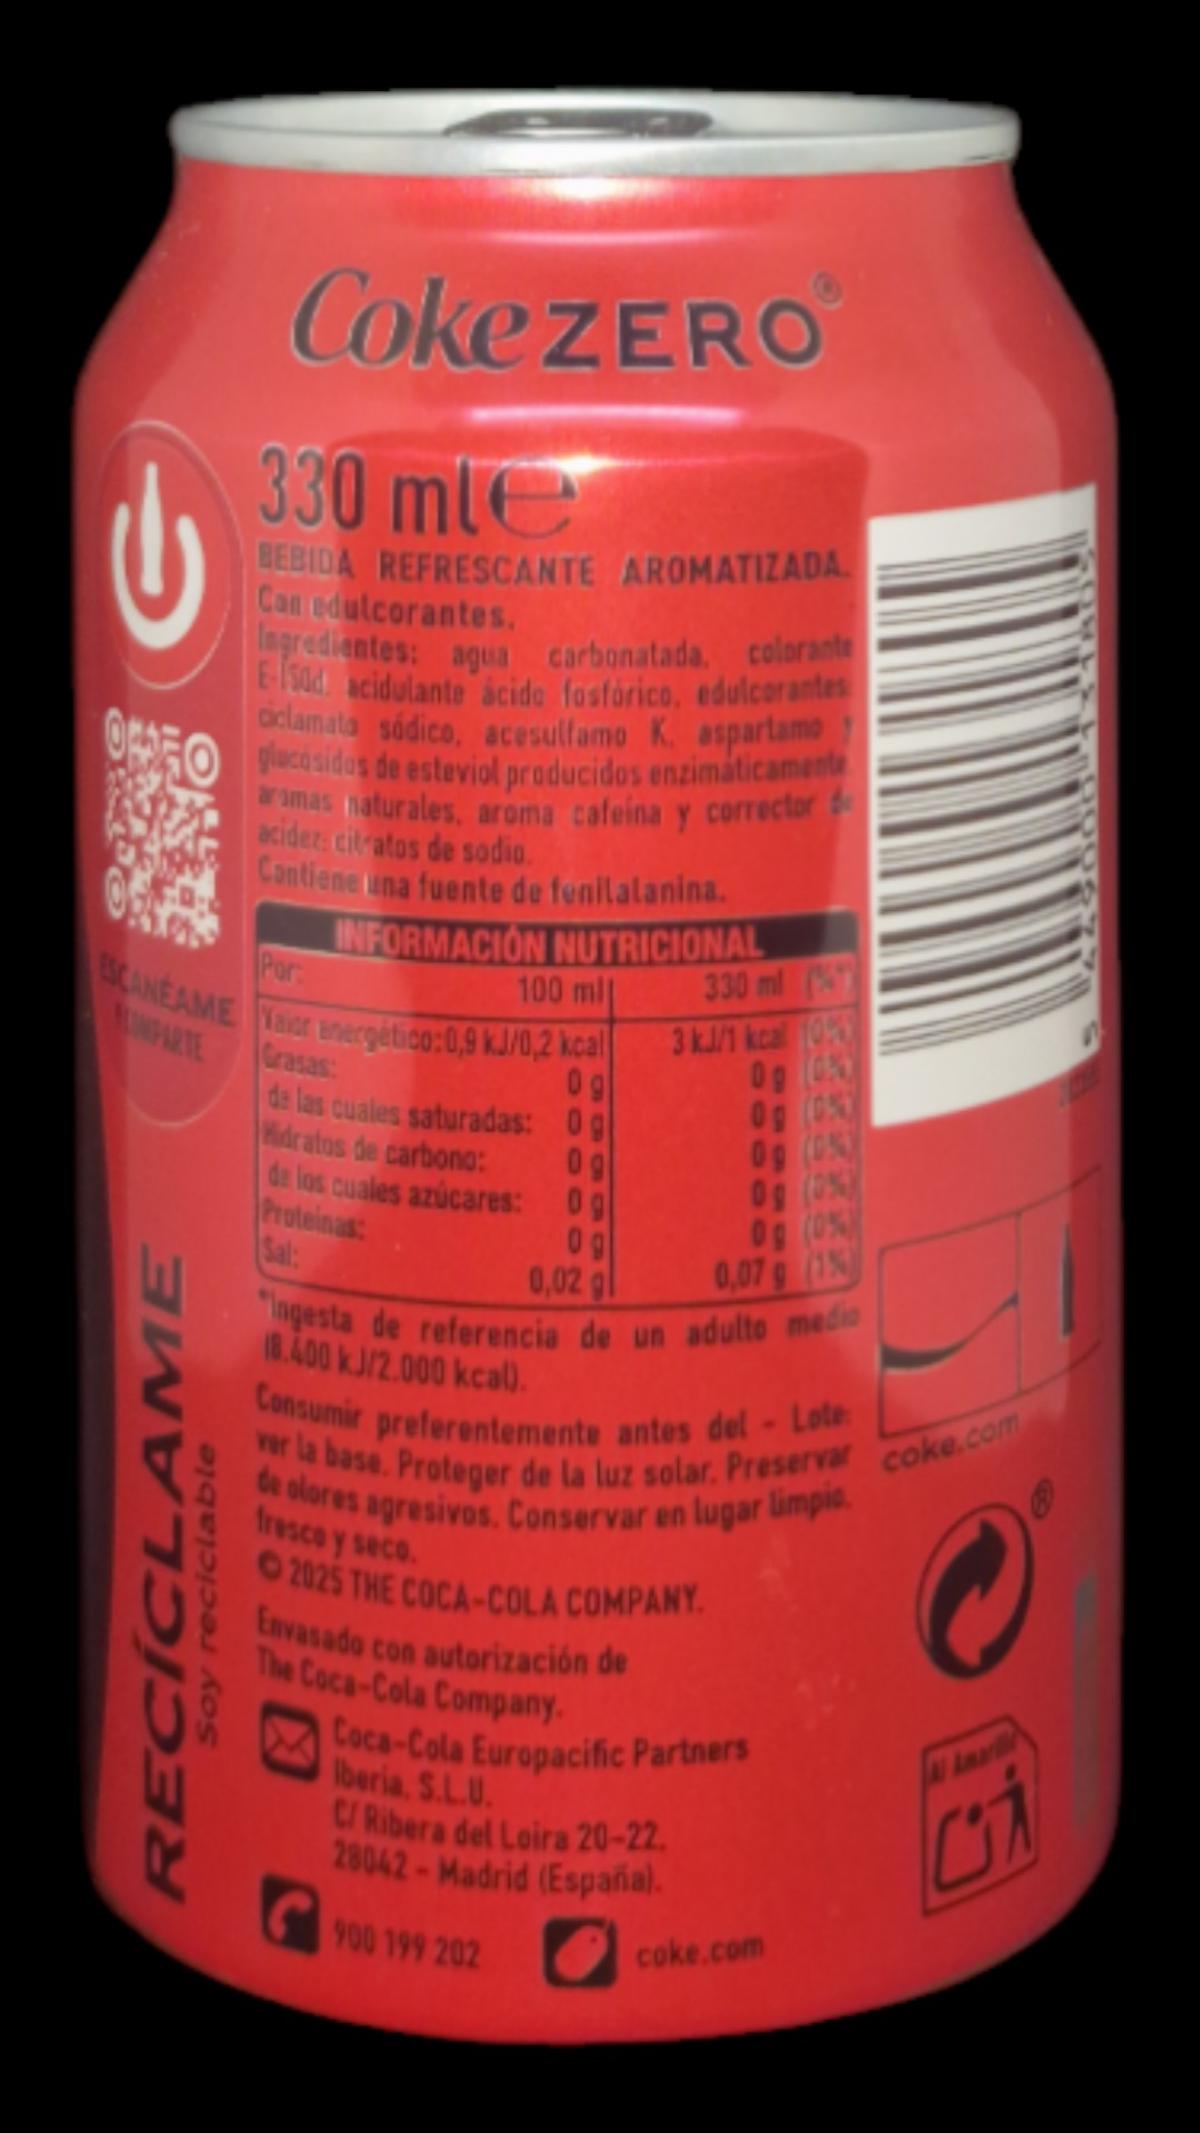 Coke ZERO®
330 ml e
BEBIDA REFRESCANTE AROMATIZADA.
Con edulcorantes.
Ingredientes: agua carbonatada, colorante
E-150d, acidulante ácido fosfórico, edulcorantes:
ciclamato sódico, acesulfamo K, aspartamo y
glucósidos de esteviol producidos enzimáticamente,
aromas naturales, aroma cafeína y corrector de
acidez: citratos de sodio.
Contiene una fuente de fenilalanina.
INFORMACIÓN NUTRICIONAL
Por: 100 ml 330 ml (%*)
Valor energético: 0,9 kJ/0,2 kcal 3 kJ/1 kcal (0%)
Grasas: 0 g 0 g (0%)
de las cuales saturadas: 0 g 0 g (0%)
Hidratos de carbono: 0 g 0 g (0%)
de los cuales azúcares: 0 g 0 g (0%)
Proteínas: 0 g 0 g (0%)
Sal: 0,02 g 0,07 g (1%)
*Ingesta de referencia de un adulto medio
(8.400 kJ/2.000 kcal).
Consumir preferentemente antes del - Lote:
ver la base. Proteger de la luz solar. Preservar
de olores agresivos. Conservar en lugar limpio,
fresco y seco.
© 2025 THE COCA-COLA COMPANY.
Envasado con autorización de
The Coca-Cola Company.
Coca-Cola Europacific Partners
Iberia, S.L.U.
C/ Ribera del Loira 20-22.
28042 - Madrid (España).
900 199 202 coke.com
ESCANÉAME
COMPARTE
RECÍCLAME
Soy reciclable
coke.com
®
Al Amarillo